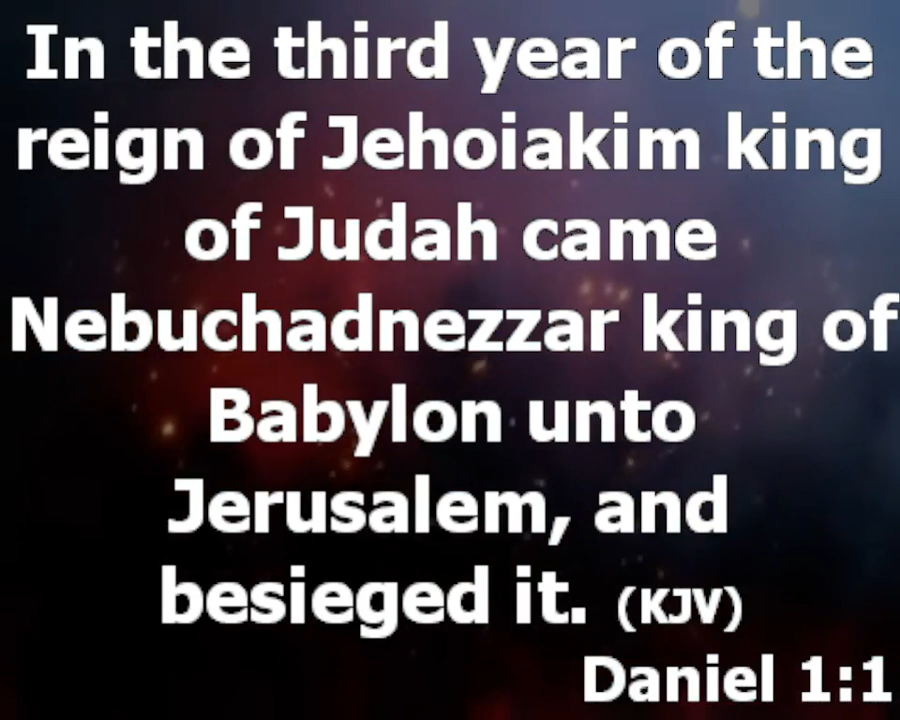 In the third year of the
reign of Jehoiakim king
of Judah came
Nebuchadnezzar king of
Babylon unto
Jerusalem, and
besieged it. (KJV)
Daniel 1:1